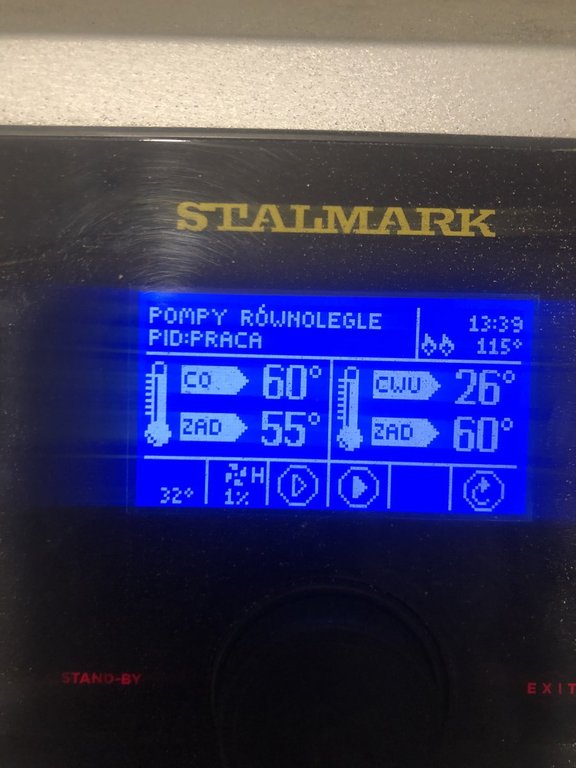 STALMARK
POMPY RÓWNOLEGLE
PID:PRACA
13:39
115°
CO 60°
ZAD 55°
CWU 26°
ZAD 60°
32°
H
1%
STAND-BY
EXIT